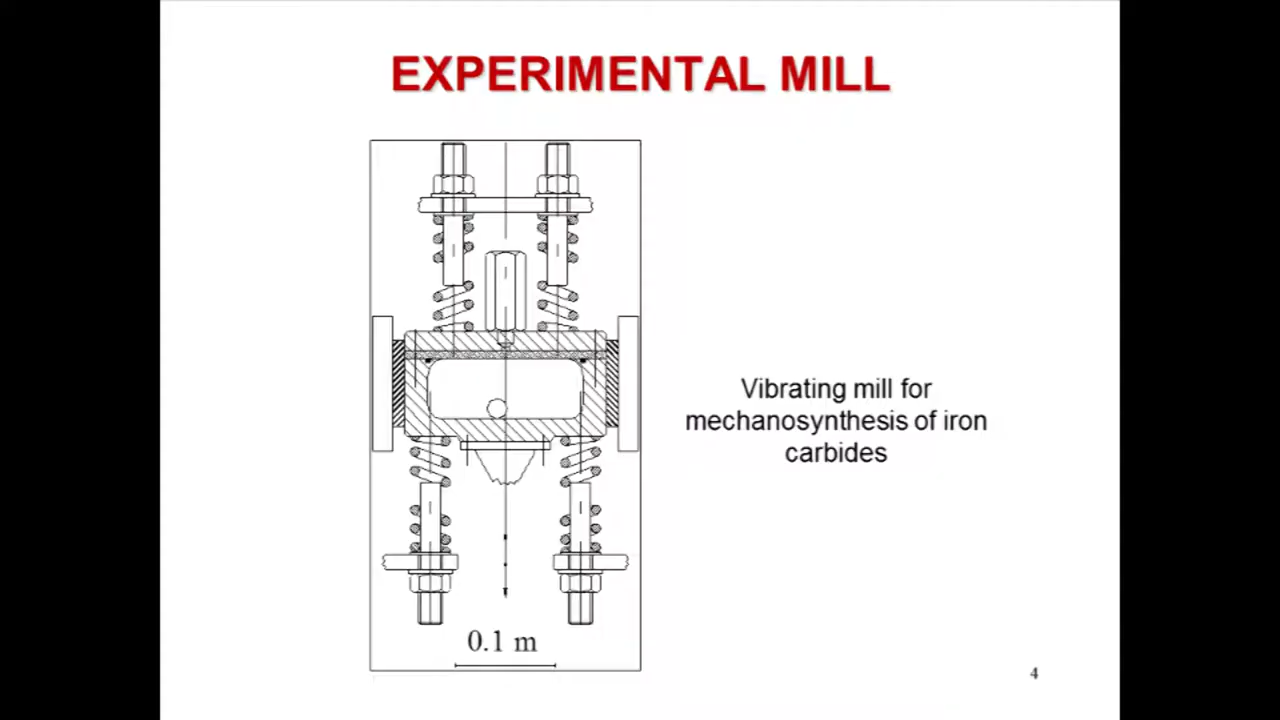 EXPERIMENTAL MILL
Vibrating mill for
mechanosynthesis of iron
carbides
0.1 m
4